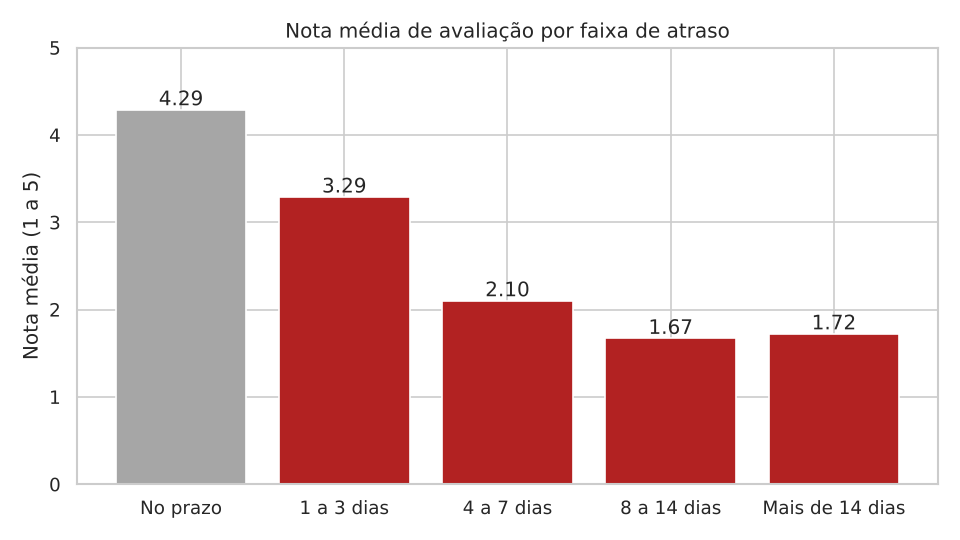 Nota média de avaliação por faixa de atraso
Nota média (1 a 5)
5
4
3
2
1
0
4.29
3.29
2.10
1.67
1.72
No prazo
1 a 3 dias
4 a 7 dias
8 a 14 dias
Mais de 14 dias